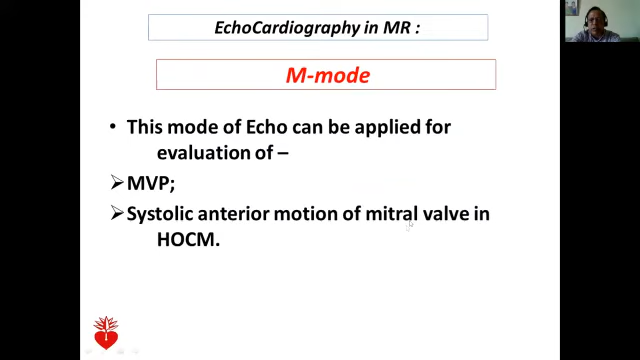 EchoCardiography in MR :
M-mode
• This mode of Echo can be applied for
evaluation of –
➢MVP;
➢Systolic anterior motion of mitral valve in
HOCM.